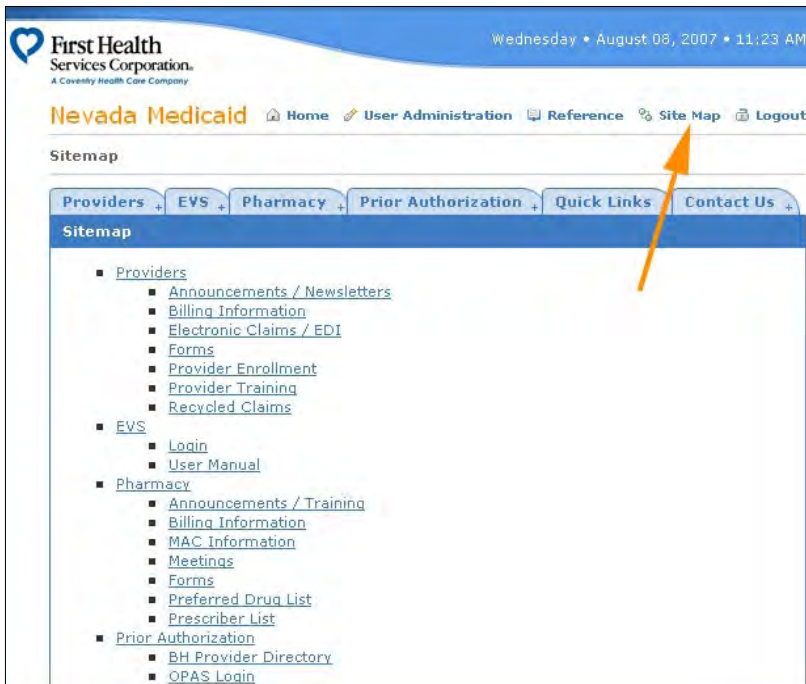 First Health
Services Corporation.
A Coventry Health Care Company
Wednesday • August 08, 2007 • 11:23 AM
Nevada Medicaid Home User Administration Reference Site Map Logout
Sitemap
Providers + EVS + Pharmacy + Prior Authorization + Quick Links Contact Us +
Sitemap
Providers
Announcements / Newsletters
Billing Information
Electronic Claims / EDI
Forms
Provider Enrollment
Provider Training
Recycled Claims
EVS
Login
User Manual
Pharmacy
Announcements / Training
Billing Information
MAC Information
Meetings
Forms
Preferred Drug List
Prescriber List
Prior Authorization
BH Provider Directory
OPAS Login